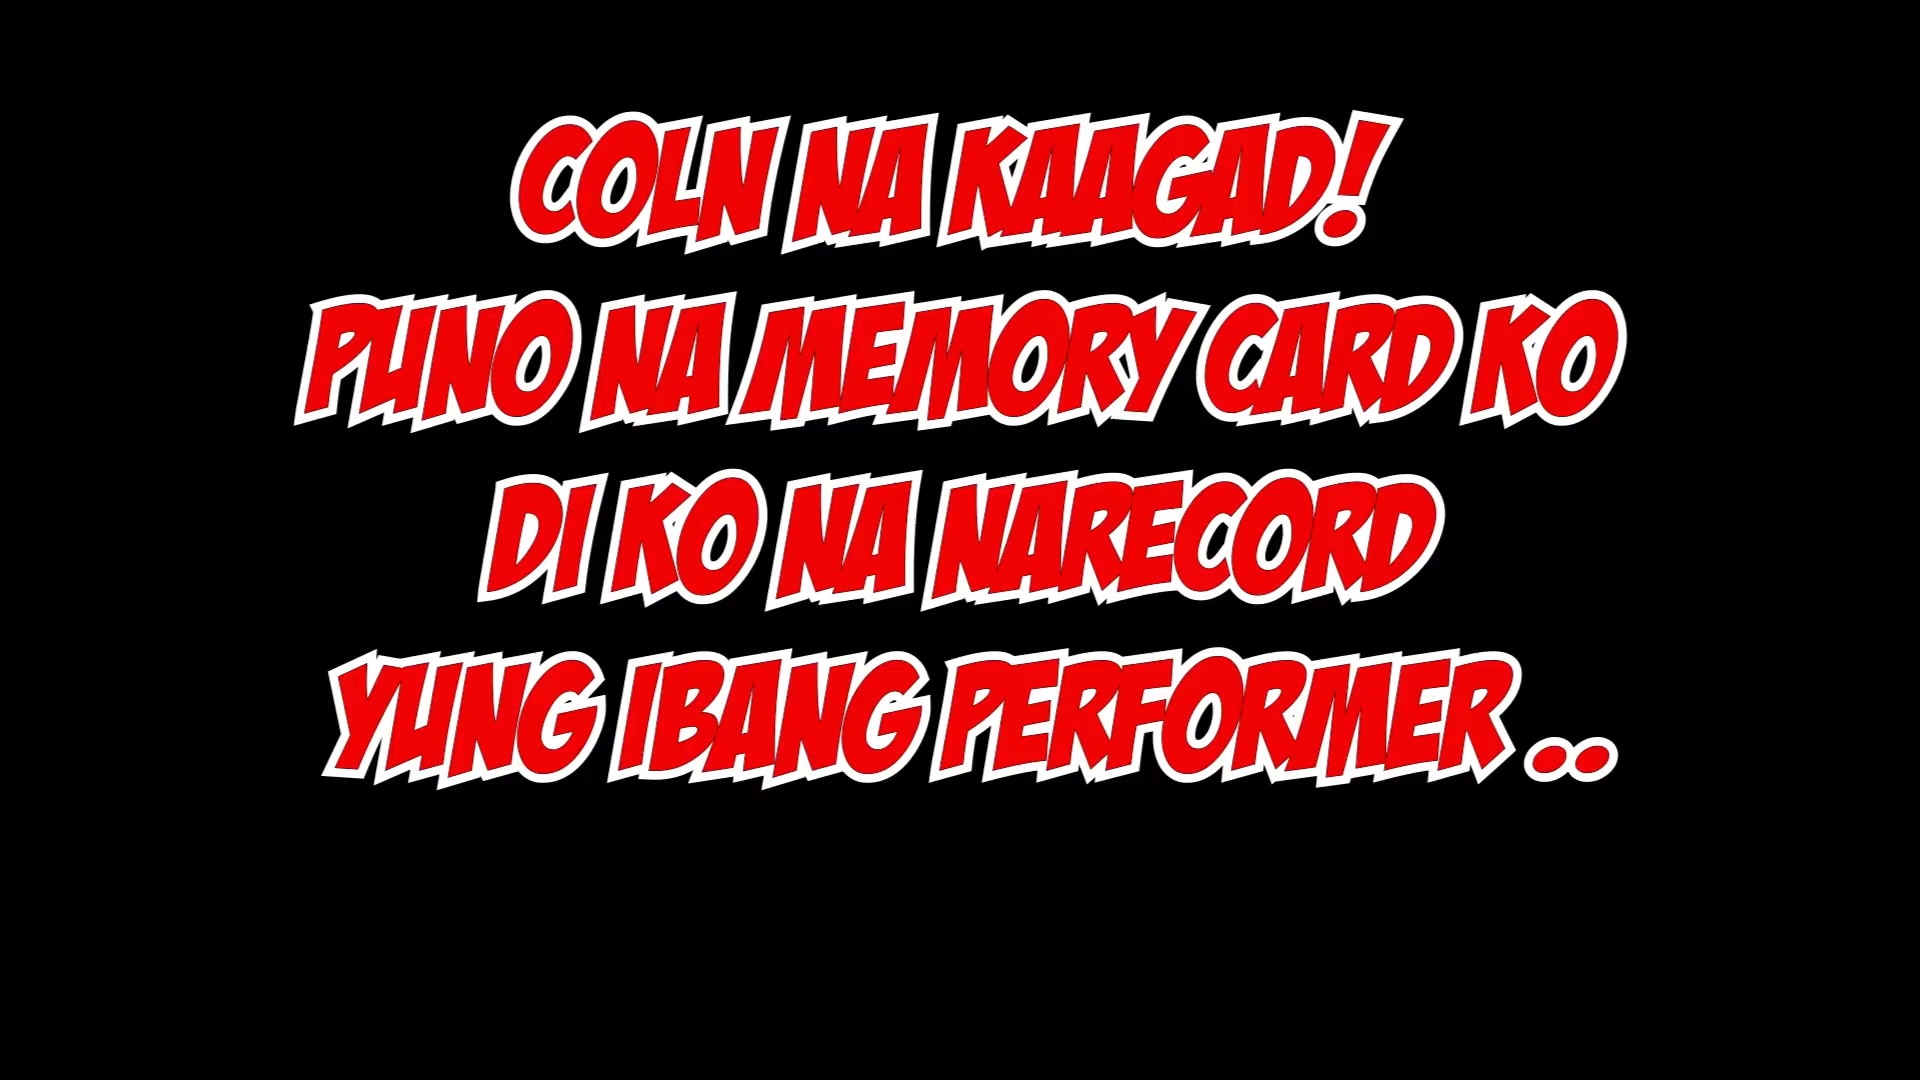 COLN NA KAAGAD!
PUNO NA MEMORY CARD KO
DI KO NA NARECORD
YUNG IBANG PERFORMER ..